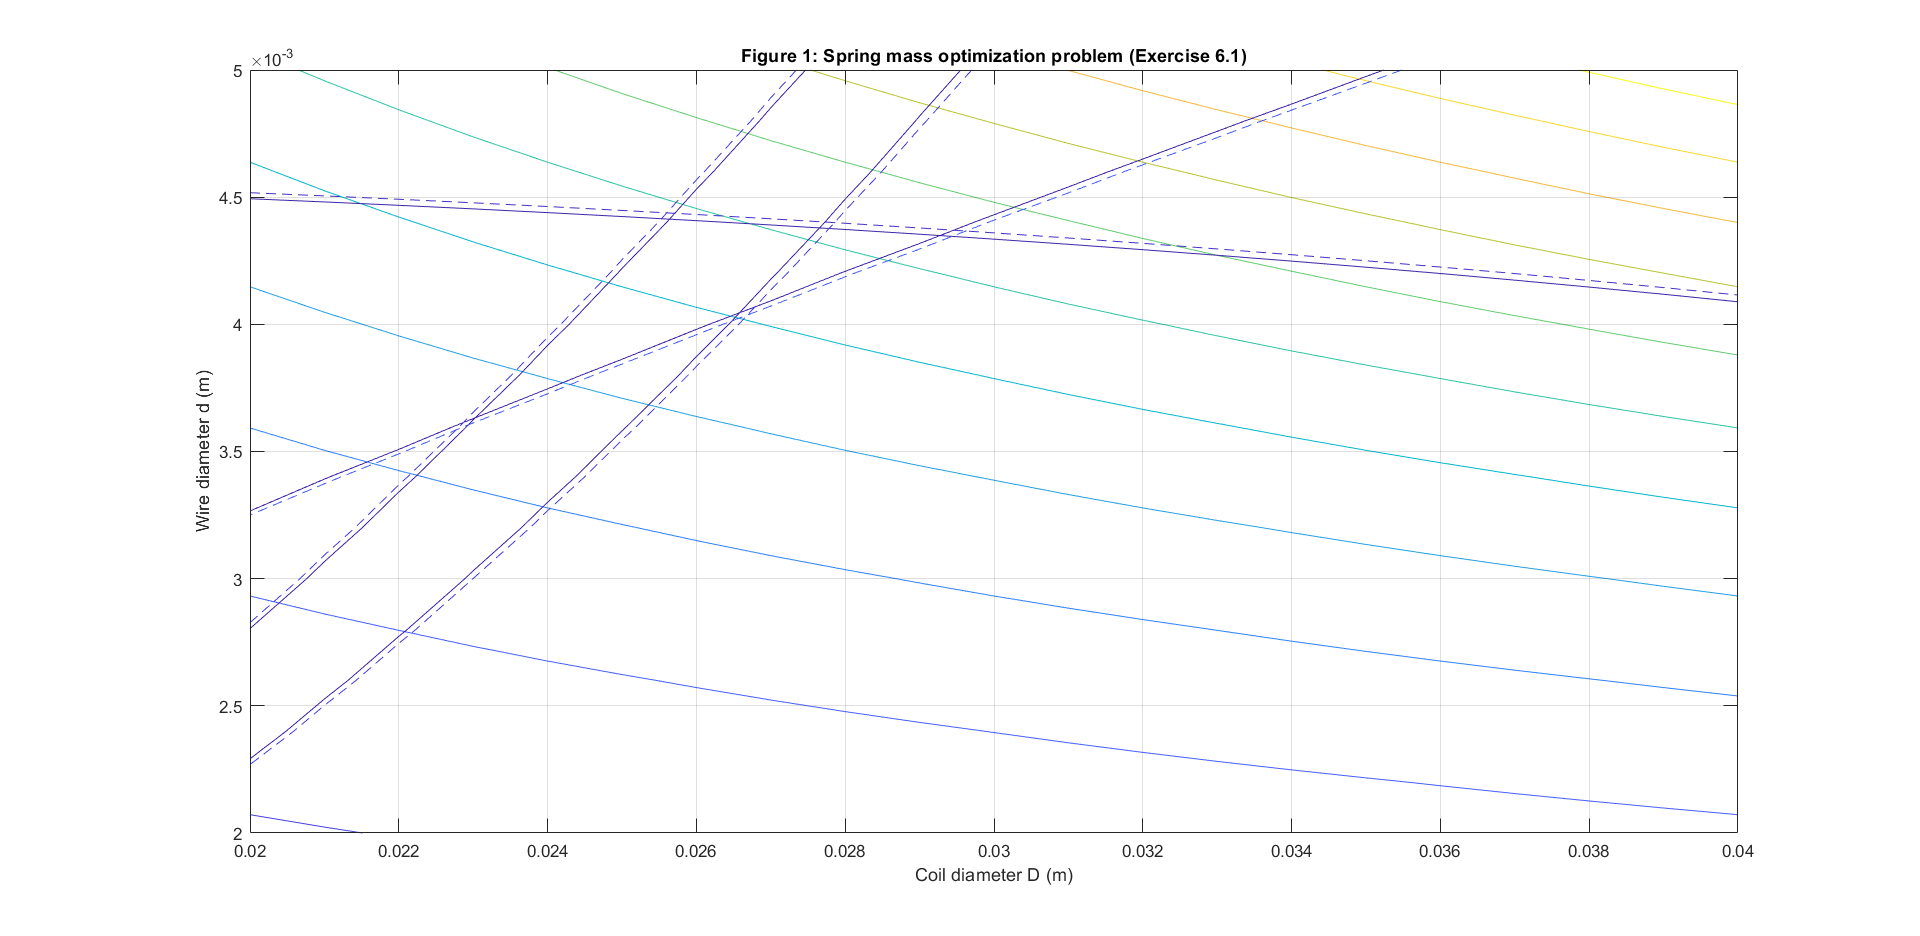 Figure 1: Spring mass optimization problem (Exercise 6.1)
×10-3
5
4.5
4
3.5
3
2.5
2
Wire diameter d (m)
0.02 0.022 0.024 0.026 0.028 0.03 0.032 0.034 0.036 0.038 0.04
Coil diameter D (m)